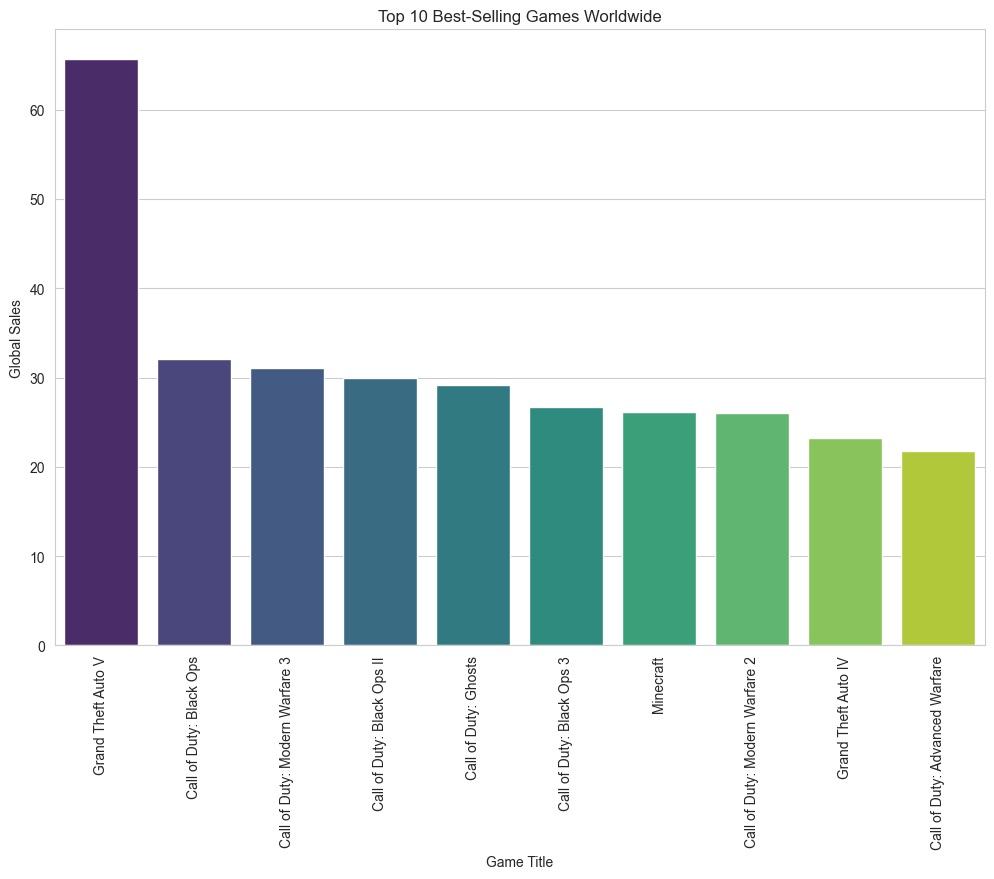 Top 10 Best-Selling Games Worldwide
Global Sales
60
50
40
30
20
10
0
Grand Theft Auto V
Call of Duty: Black Ops
Call of Duty: Modern Warfare 3
Call of Duty: Black Ops II
Call of Duty: Ghosts
Call of Duty: Black Ops 3
Minecraft
Call of Duty: Modern Warfare 2
Grand Theft Auto IV
Call of Duty: Advanced Warfare
Game Title